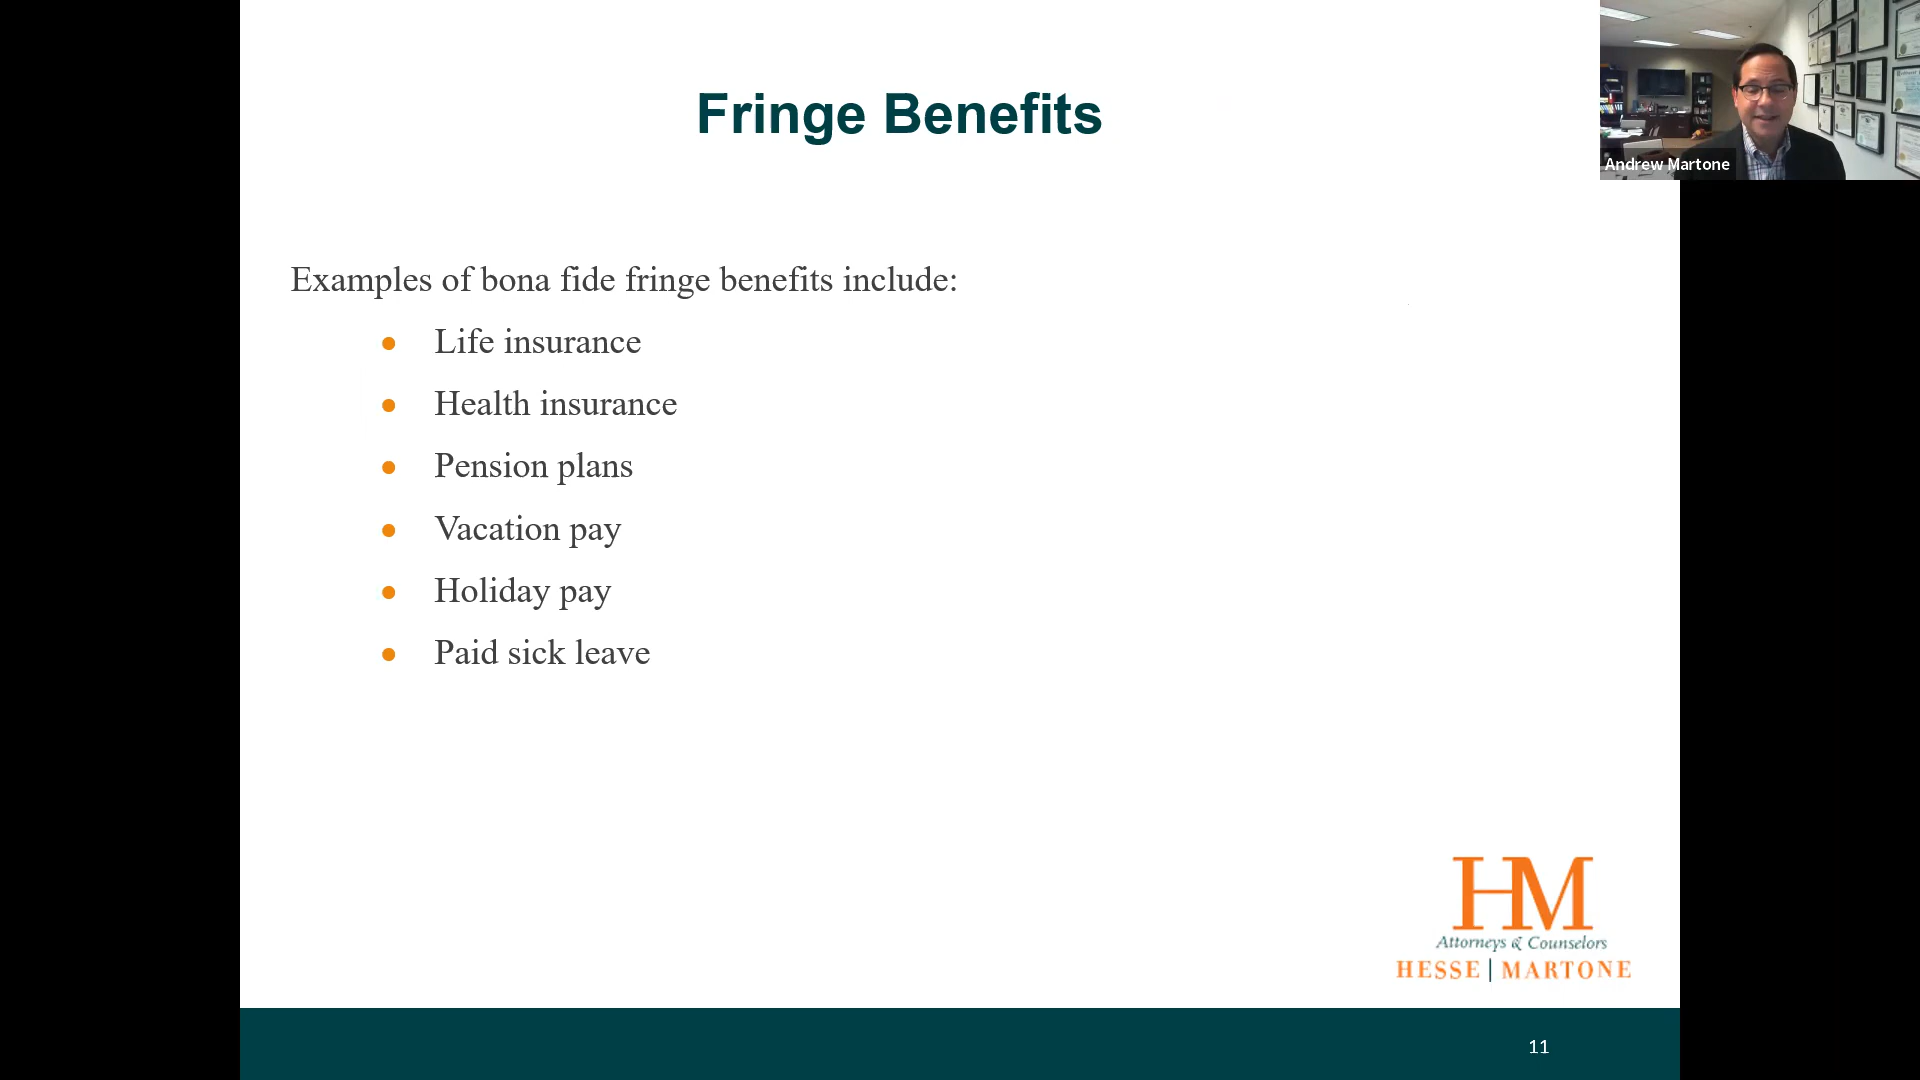 Fringe Benefits
Andrew Martone
Examples of bona fide fringe benefits include:
● Life insurance
● Health insurance
● Pension plans
● Vacation pay
● Holiday pay
● Paid sick leave
HM
Attorneys & Counselors
HESSE | MARTONE
11